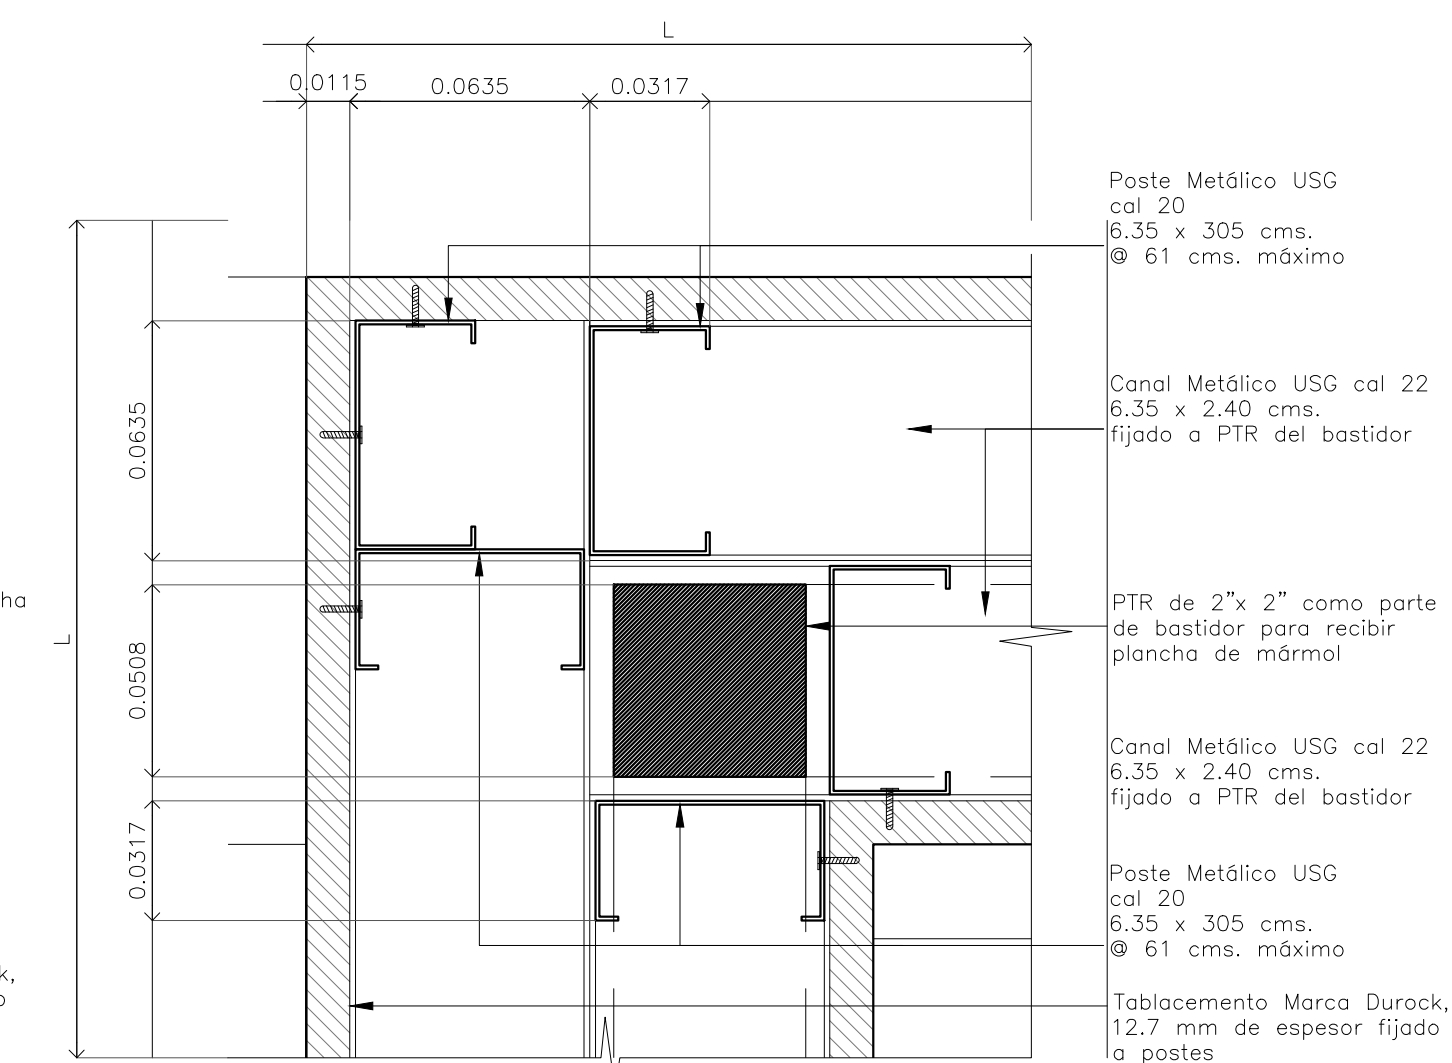 L
0.0115
0.0635
0.0317
Poste Metálico USG
cal 20
6.35 x 305 cms.
@ 61 cms. máximo
Canal Metálico USG cal 22
6.35 x 2.40 cms.
fijado a PTR del bastidor
0.0635
ha
L
0.0508
PTR de 2”x 2” como parte
de bastidor para recibir
plancha de mármol
Canal Metálico USG cal 22
6.35 x 2.40 cms.
fijado a PTR del bastidor
0.0317
Poste Metálico USG
cal 20
6.35 x 305 cms.
@ 61 cms. máximo
k,
o
Tablacemento Marca Durock,
12.7 mm de espesor fijado
a postes